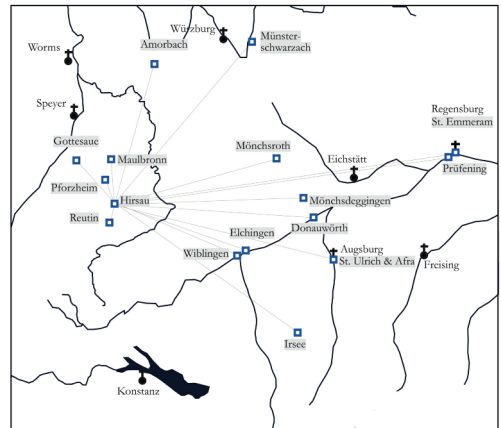 Würzburg
Münster-
schwarzach
Amorbach
Worms
Speyer
Regensburg
St. Emmeram
Gottesaue
Maulbronn
Mönchsroth
Eichstätt
Prüfening
Pforzheim
Hirsau
Mönchsdeggingen
Reutin
Donauwörth
Elchingen
Wiblingen
Augsburg
St. Ulrich & Afra
Freising
Irsee
Konstanz